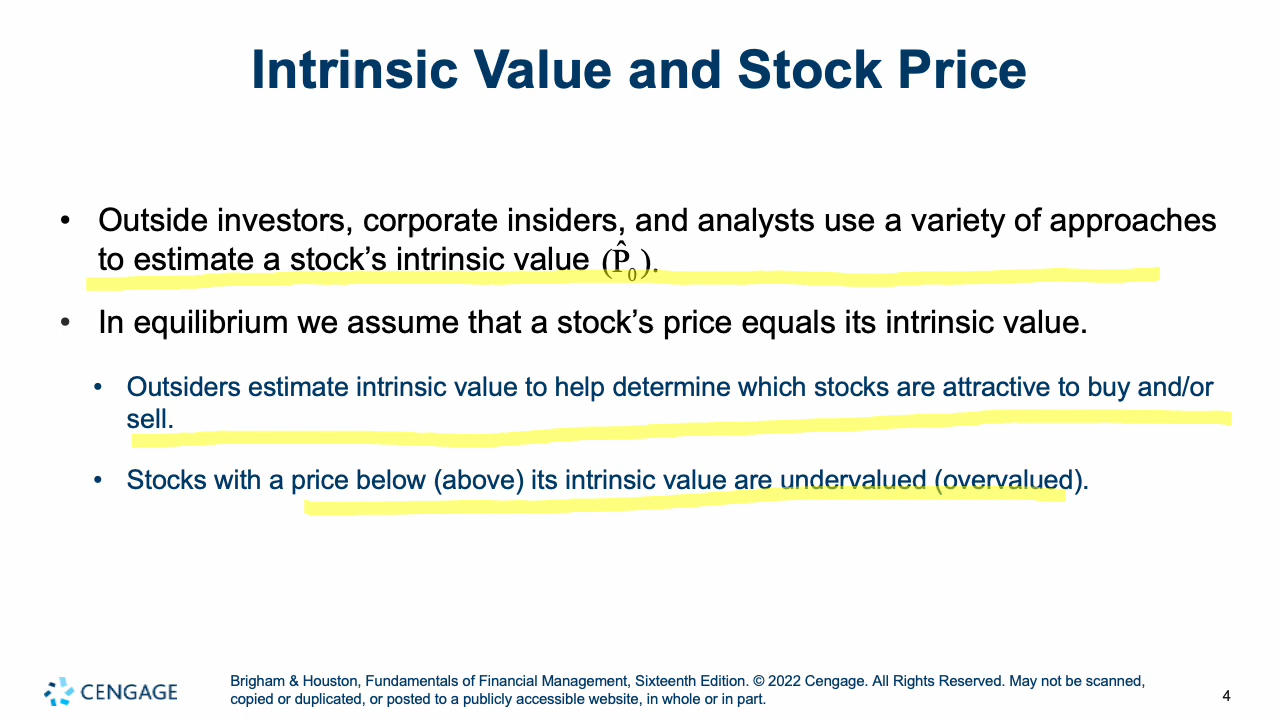 Intrinsic Value and Stock Price
• Outside investors, corporate insiders, and analysts use a variety of approaches
to estimate a stock’s intrinsic value (P̂₀).
• In equilibrium we assume that a stock’s price equals its intrinsic value.
• Outsiders estimate intrinsic value to help determine which stocks are attractive to buy and/or
sell.
• Stocks with a price below (above) its intrinsic value are undervalued (overvalued).
CENGAGE
Brigham & Houston, Fundamentals of Financial Management, Sixteenth Edition. © 2022 Cengage. All Rights Reserved. May not be scanned,
copied or duplicated, or posted to a publicly accessible website, in whole or in part.
4